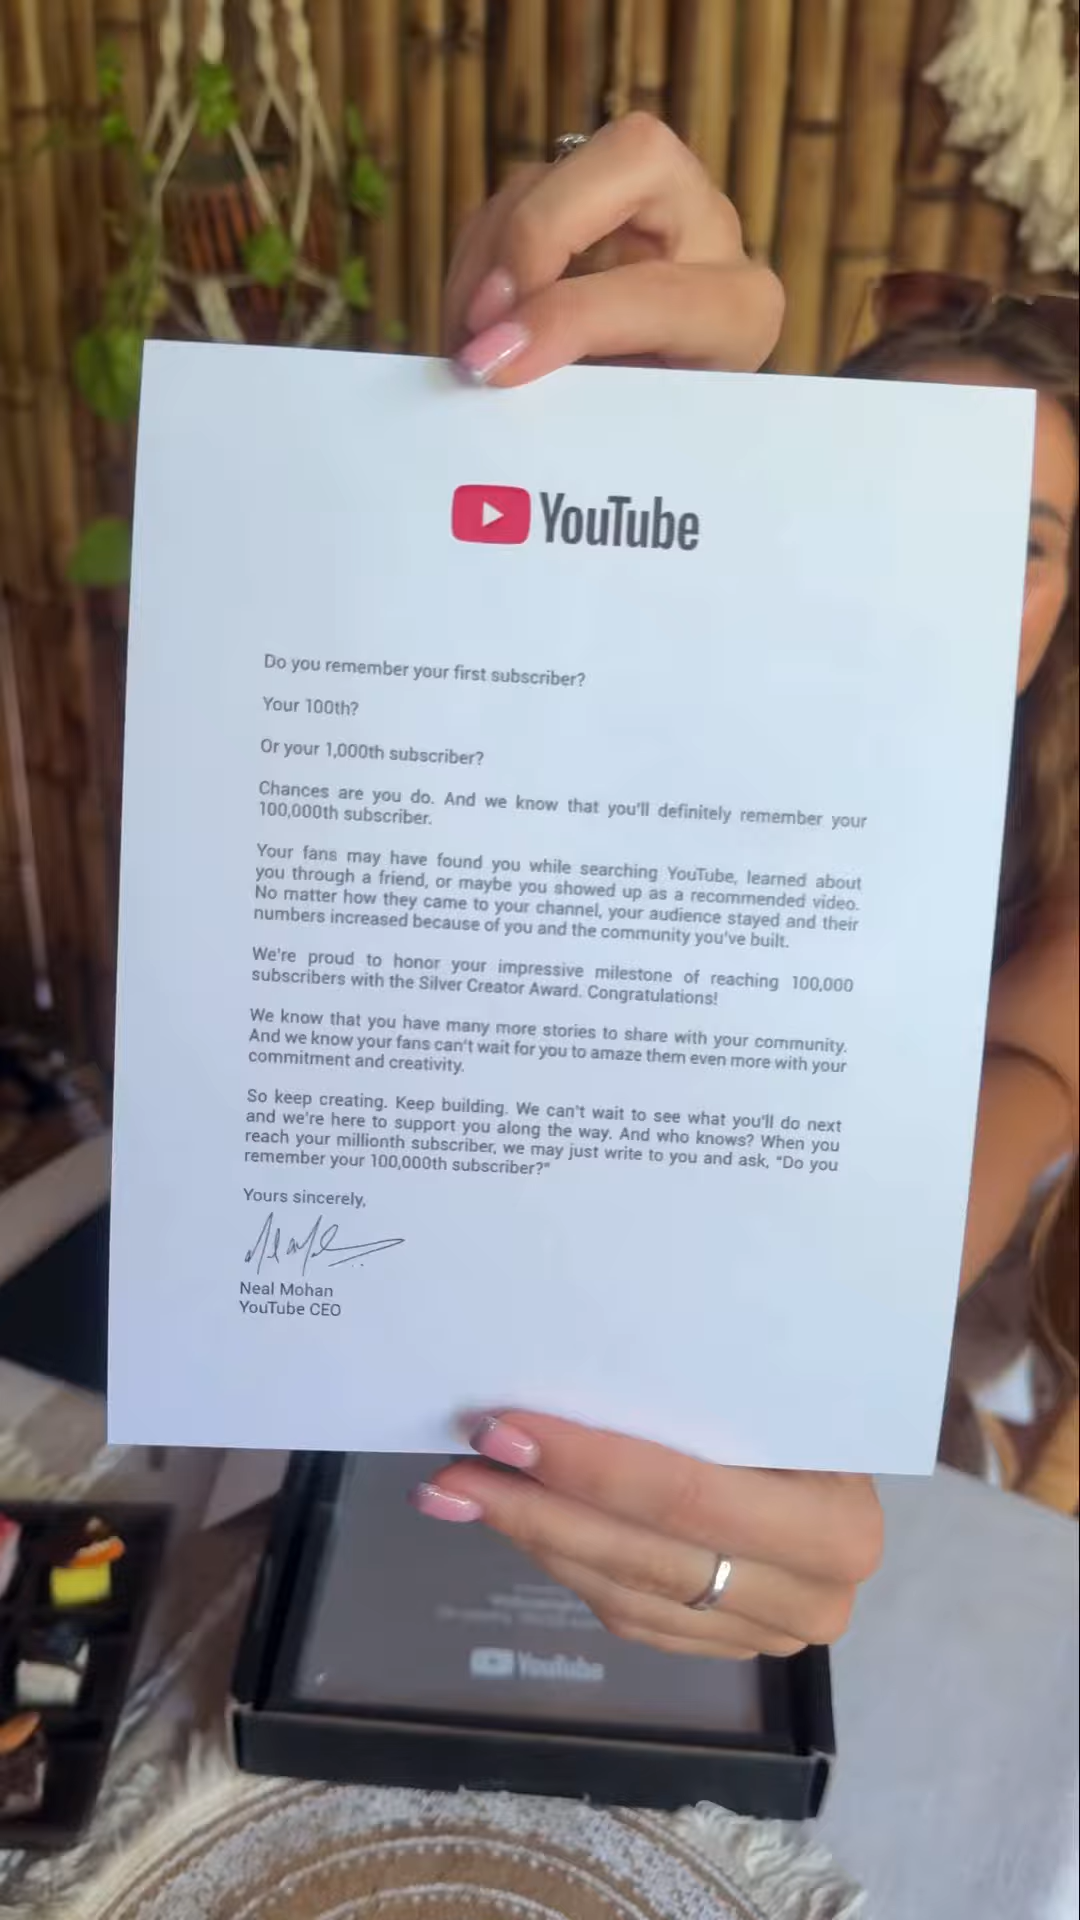 YouTube
Do you remember your first subscriber?
Your 100th?
Or your 1,000th subscriber?
Chances are you do. And we know that you'll definitely remember your
100,000th subscriber.
Your fans may have found you while searching YouTube, learned about
you through a friend, or maybe you showed up as a recommended video.
No matter how they came to your channel, your audience stayed and their
numbers increased because of you and the community you've built.
We're proud to honor your impressive milestone of reaching 100,000
subscribers with the Silver Creator Award. Congratulations!
We know that you have many more stories to share with your community.
And we know your fans can't wait for you to amaze them even more with your
commitment and creativity.
So keep creating. Keep building. We can't wait to see what you'll do next
and we're here to support you along the way. And who knows? When you
reach your millionth subscriber, we may just write to you and ask, "Do you
remember your 100,000th subscriber?"
Yours sincerely,
Neal Mohan
YouTube CEO
YouTube